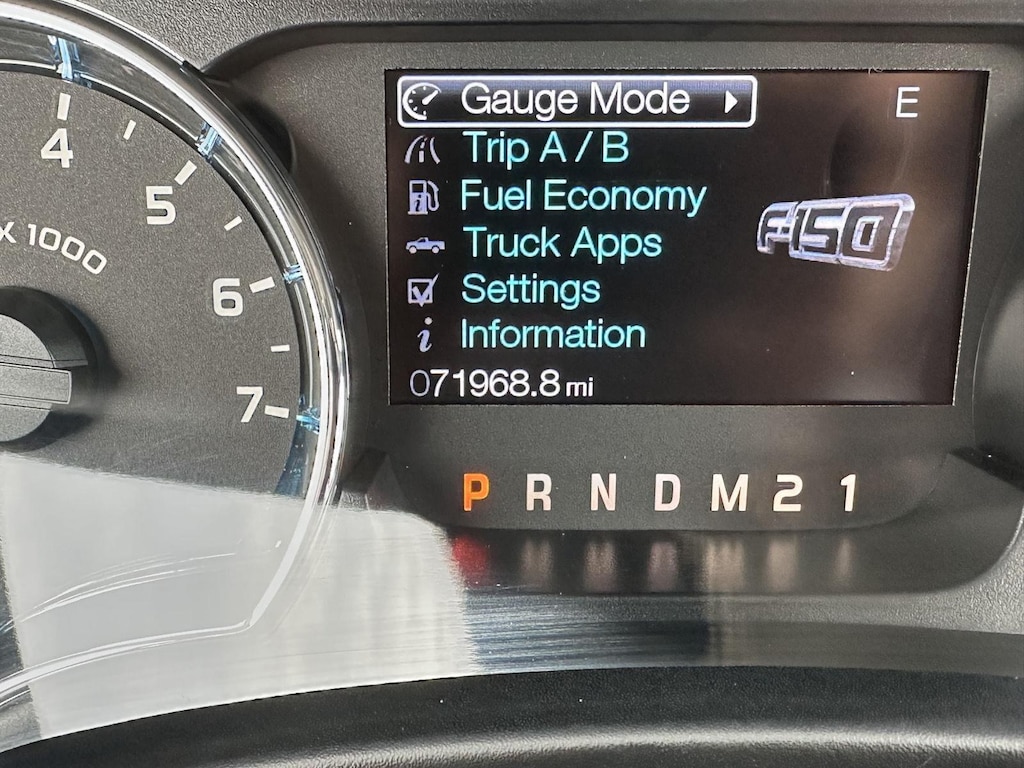 Gauge Mode
E
Trip A / B
Fuel Economy
Truck Apps
F-150
Settings
Information
071968.8 mi
4
5
x 1000
6
7
P R N D M 2 1